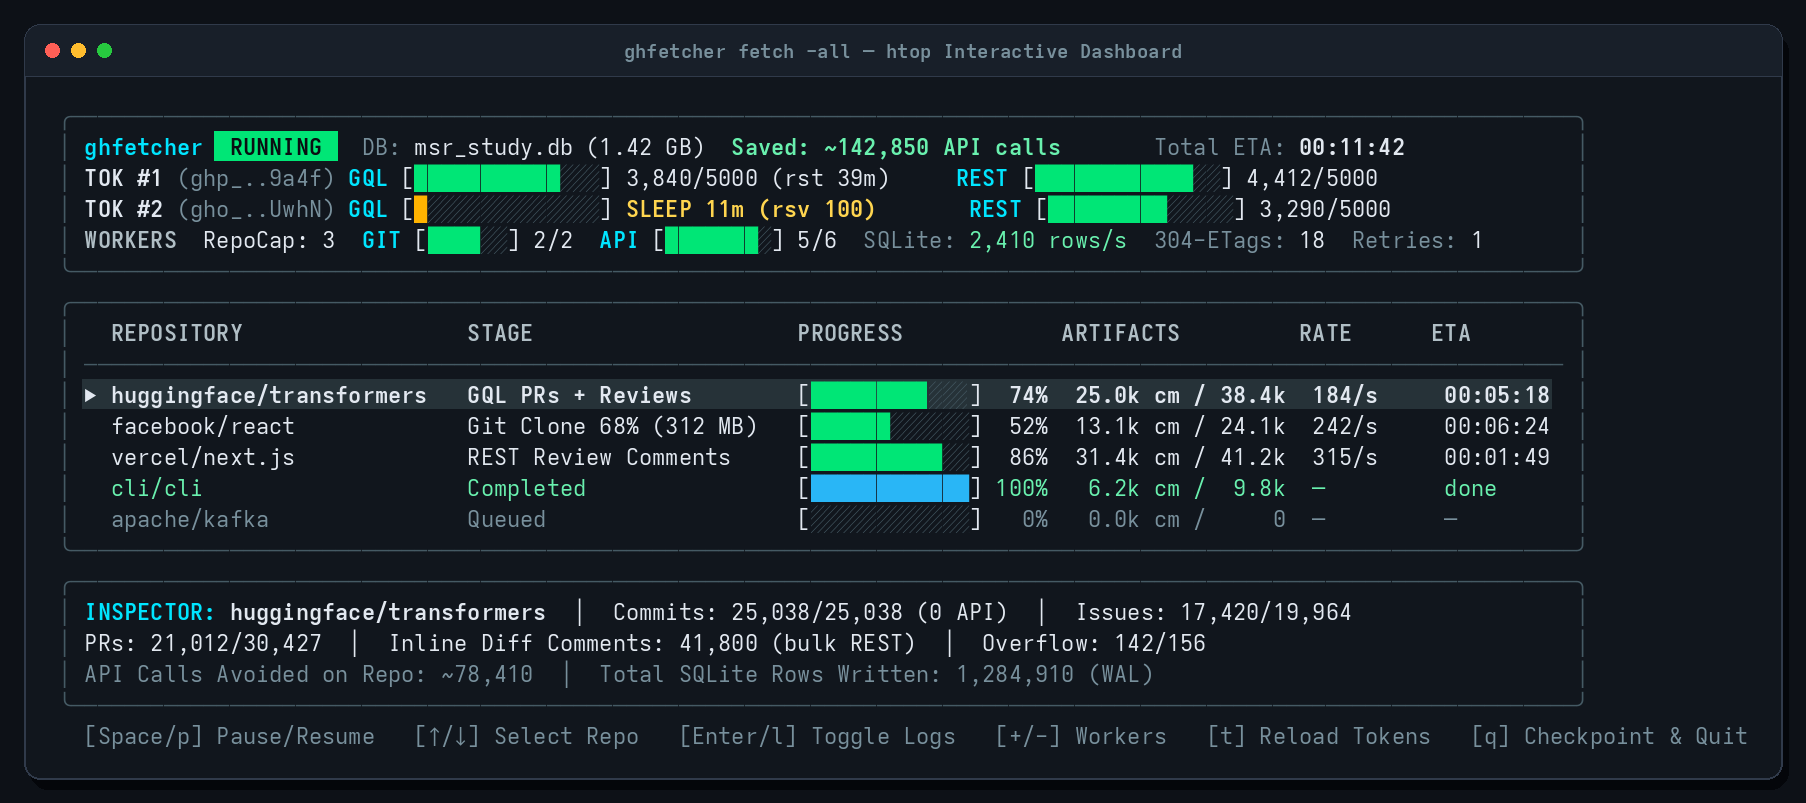 ghfetcher fetch -all — htop Interactive Dashboard
ghfetcher RUNNING DB: msr_study.db (1.42 GB) Saved: ~142,850 API calls Total ETA: 00:11:42
TOK #1 (ghp_..9a4f) GQL [ ] 3,840/5000 (rst 39m) REST [ ] 4,412/5000
TOK #2 (gho_..UwhN) GQL [ ] SLEEP 11m (rsv 100) REST [ ] 3,290/5000
WORKERS RepoCap: 3 GIT [ ] 2/2 API [ ] 5/6 SQLite: 2,410 rows/s 304-ETags: 18 Retries: 1
REPOSITORY STAGE PROGRESS ARTIFACTS RATE ETA
▶ huggingface/transformers GQL PRs + Reviews [ ] 74% 25.0k cm / 38.4k 184/s 00:05:18
facebook/react Git Clone 68% (312 MB) [ ] 52% 13.1k cm / 24.1k 242/s 00:06:24
vercel/next.js REST Review Comments [ ] 86% 31.4k cm / 41.2k 315/s 00:01:49
cli/cli Completed [ ] 100% 6.2k cm / 9.8k — done
apache/kafka Queued [ ] 0% 0.0k cm / 0 — —
INSPECTOR: huggingface/transformers │ Commits: 25,038/25,038 (0 API) │ Issues: 17,420/19,964
PRs: 21,012/30,427 │ Inline Diff Comments: 41,800 (bulk REST) │ Overflow: 142/156
API Calls Avoided on Repo: ~78,410 │ Total SQLite Rows Written: 1,284,910 (WAL)
[Space/p] Pause/Resume [↑/↓] Select Repo [Enter/l] Toggle Logs [+/-] Workers [t] Reload Tokens [q] Checkpoint & Quit